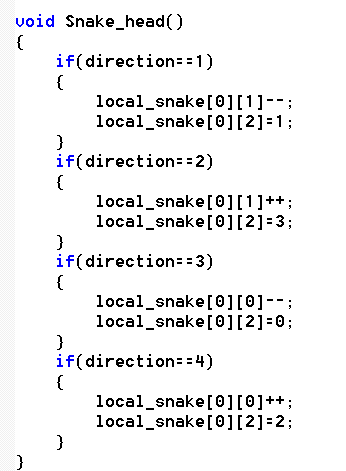 void Snake_head()
{
    if(direction==1)
    {
        local_snake[0][1]--;
        local_snake[0][2]=1;
    }
    if(direction==2)
    {
        local_snake[0][1]++;
        local_snake[0][2]=3;
    }
    if(direction==3)
    {
        local_snake[0][0]--;
        local_snake[0][2]=0;
    }
    if(direction==4)
    {
        local_snake[0][0]++;
        local_snake[0][2]=2;
    }
}